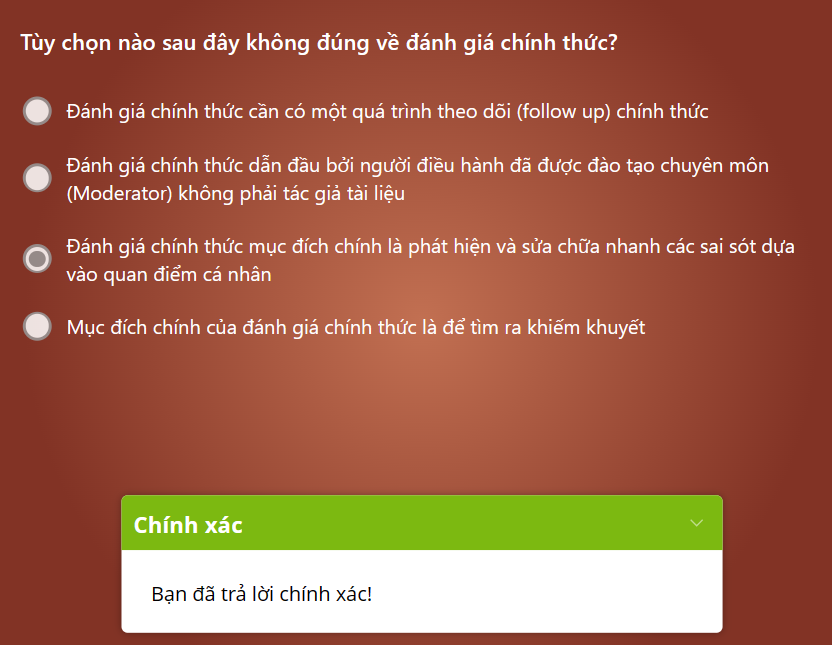 Tùy chọn nào sau đây không đúng về đánh giá chính thức?
Đánh giá chính thức cần có một quá trình theo dõi (follow up) chính thức
Đánh giá chính thức dẫn đầu bởi người điều hành đã được đào tạo chuyên môn
(Moderator) không phải tác giả tài liệu
Đánh giá chính thức mục đích chính là phát hiện và sửa chữa nhanh các sai sót dựa
vào quan điểm cá nhân
Mục đích chính của đánh giá chính thức là để tìm ra khiếm khuyết
Chính xác
Bạn đã trả lời chính xác!